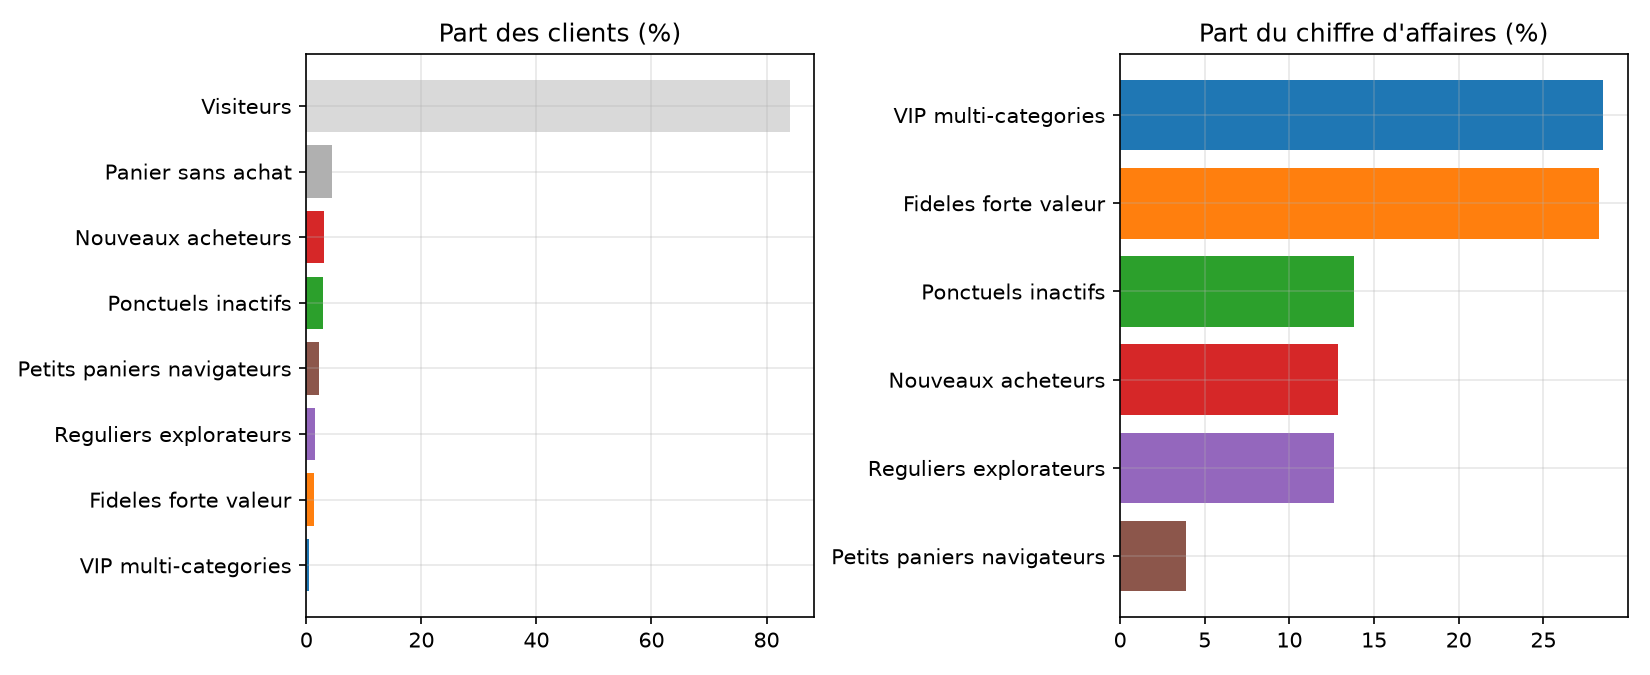 Part des clients (%)
Visiteurs
Panier sans achat
Nouveaux acheteurs
Ponctuels inactifs
Petits paniers navigateurs
Reguliers explorateurs
Fideles forte valeur
VIP multi-categories
0 20 40 60 80
Part du chiffre d'affaires (%)
VIP multi-categories
Fideles forte valeur
Ponctuels inactifs
Nouveaux acheteurs
Reguliers explorateurs
Petits paniers navigateurs
0 5 10 15 20 25